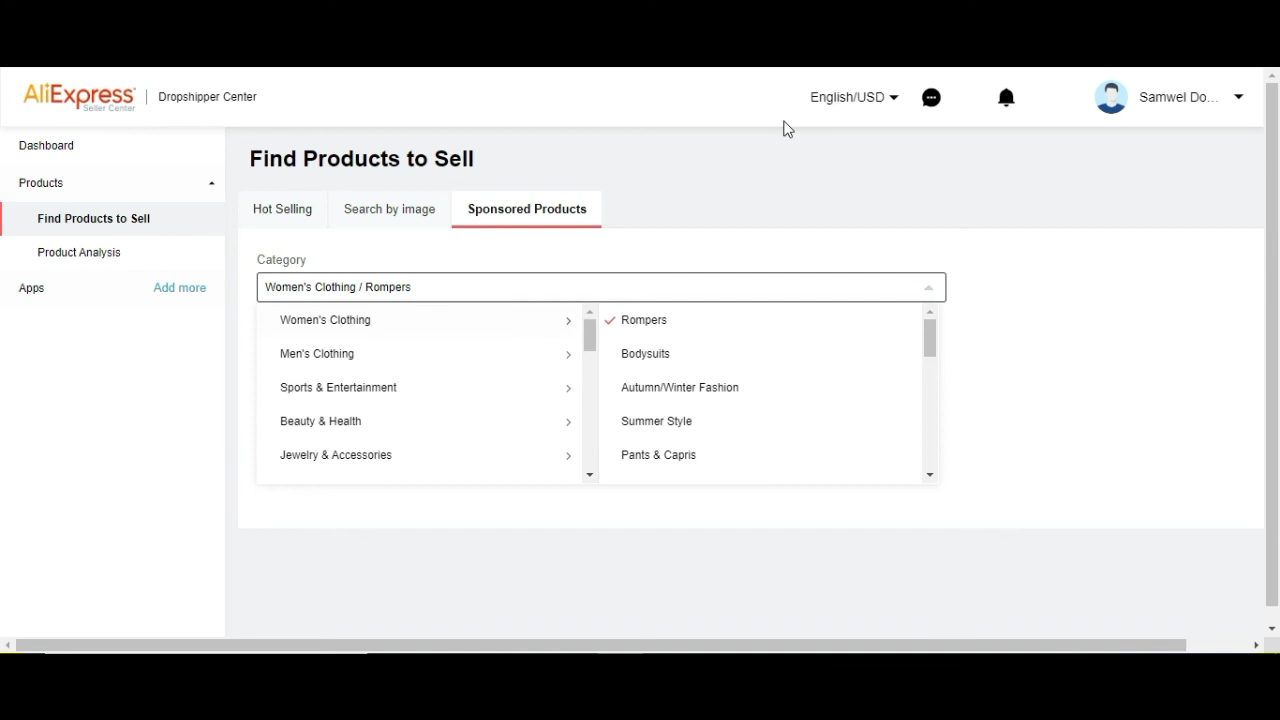 AliExpress
Seller Center
Dropshipper Center
English/USD
Samwel Do...
Dashboard
Products
Find Products to Sell
Product Analysis
Apps
Add more
Find Products to Sell
Hot Selling
Search by image
Sponsored Products
Category
Women's Clothing / Rompers
Women's Clothing
Men's Clothing
Sports & Entertainment
Beauty & Health
Jewelry & Accessories
Rompers
Bodysuits
Autumn/Winter Fashion
Summer Style
Pants & Capris